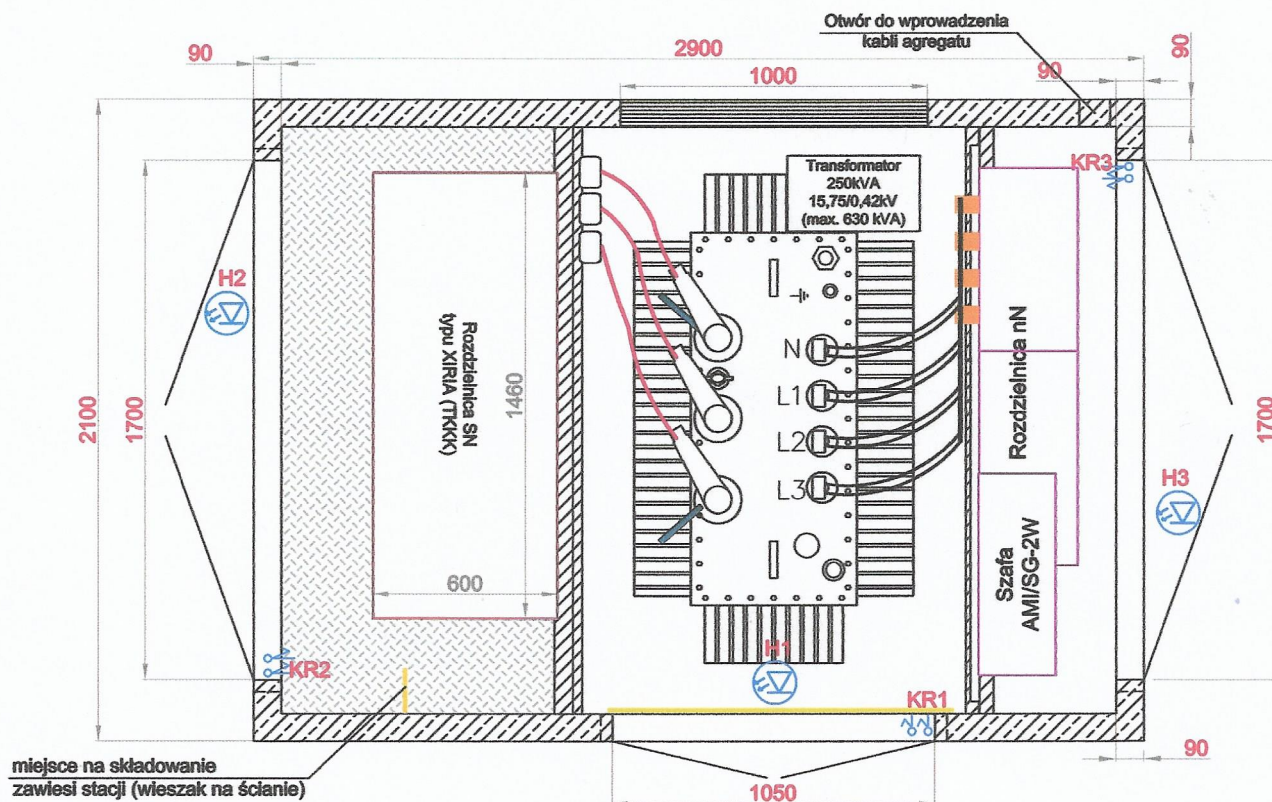 Otwór do wprowadzenia
kabli agregatu
90
2900
90
90
1000
Transformator
250kVA
15,75/0,42kV
(max. 630 kVA)
KR3
H2
Rozdzielnica SN
typu XIRIA (TKKK)
1460
600
N
L1
L2
L3
Rozdzielnica nN
Szafa
AMI/SG-2W
H3
2100
1700
1700
KR2
H1
KR1
miejsce na składowanie
zawiesi stacji (wieszak na ścianie)
1050
90